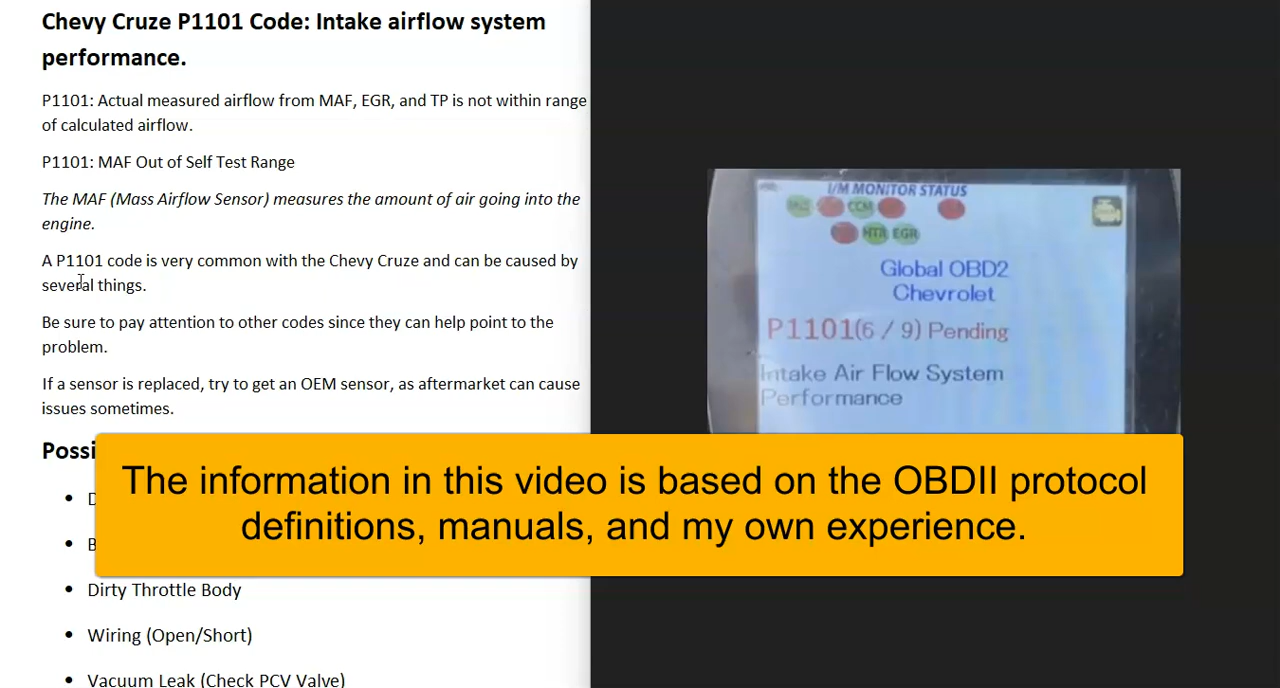 Chevy Cruze P1101 Code: Intake airflow system
performance.
P1101: Actual measured airflow from MAF, EGR, and TP is not within range
of calculated airflow.
P1101: MAF Out of Self Test Range
The MAF (Mass Airflow Sensor) measures the amount of air going into the
engine.
A P1101 code is very common with the Chevy Cruze and can be caused by
several things.
Be sure to pay attention to other codes since they can help point to the
problem.
If a sensor is replaced, try to get an OEM sensor, as aftermarket can cause
issues sometimes.
Possi
D
B
Dirty Throttle Body
Wiring (Open/Short)
Vacuum Leak (Check PCV Valve)
I/M MONITOR STATUS
CCM
HTR EGR
Global OBD2
Chevrolet
P1101(6 / 9) Pending
Intake Air Flow System
Performance
The information in this video is based on the OBDII protocol
definitions, manuals, and my own experience.